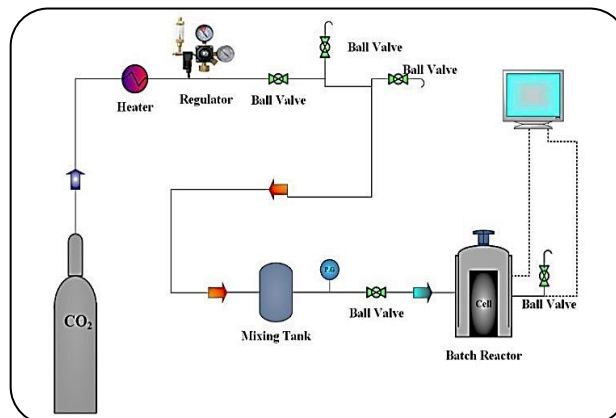 Ball Valve
Ball Valve
Heater
Regulator
Ball Valve
CO2
P.G
Mixing Tank
Ball Valve
Cell
Ball Valve
Batch Reactor